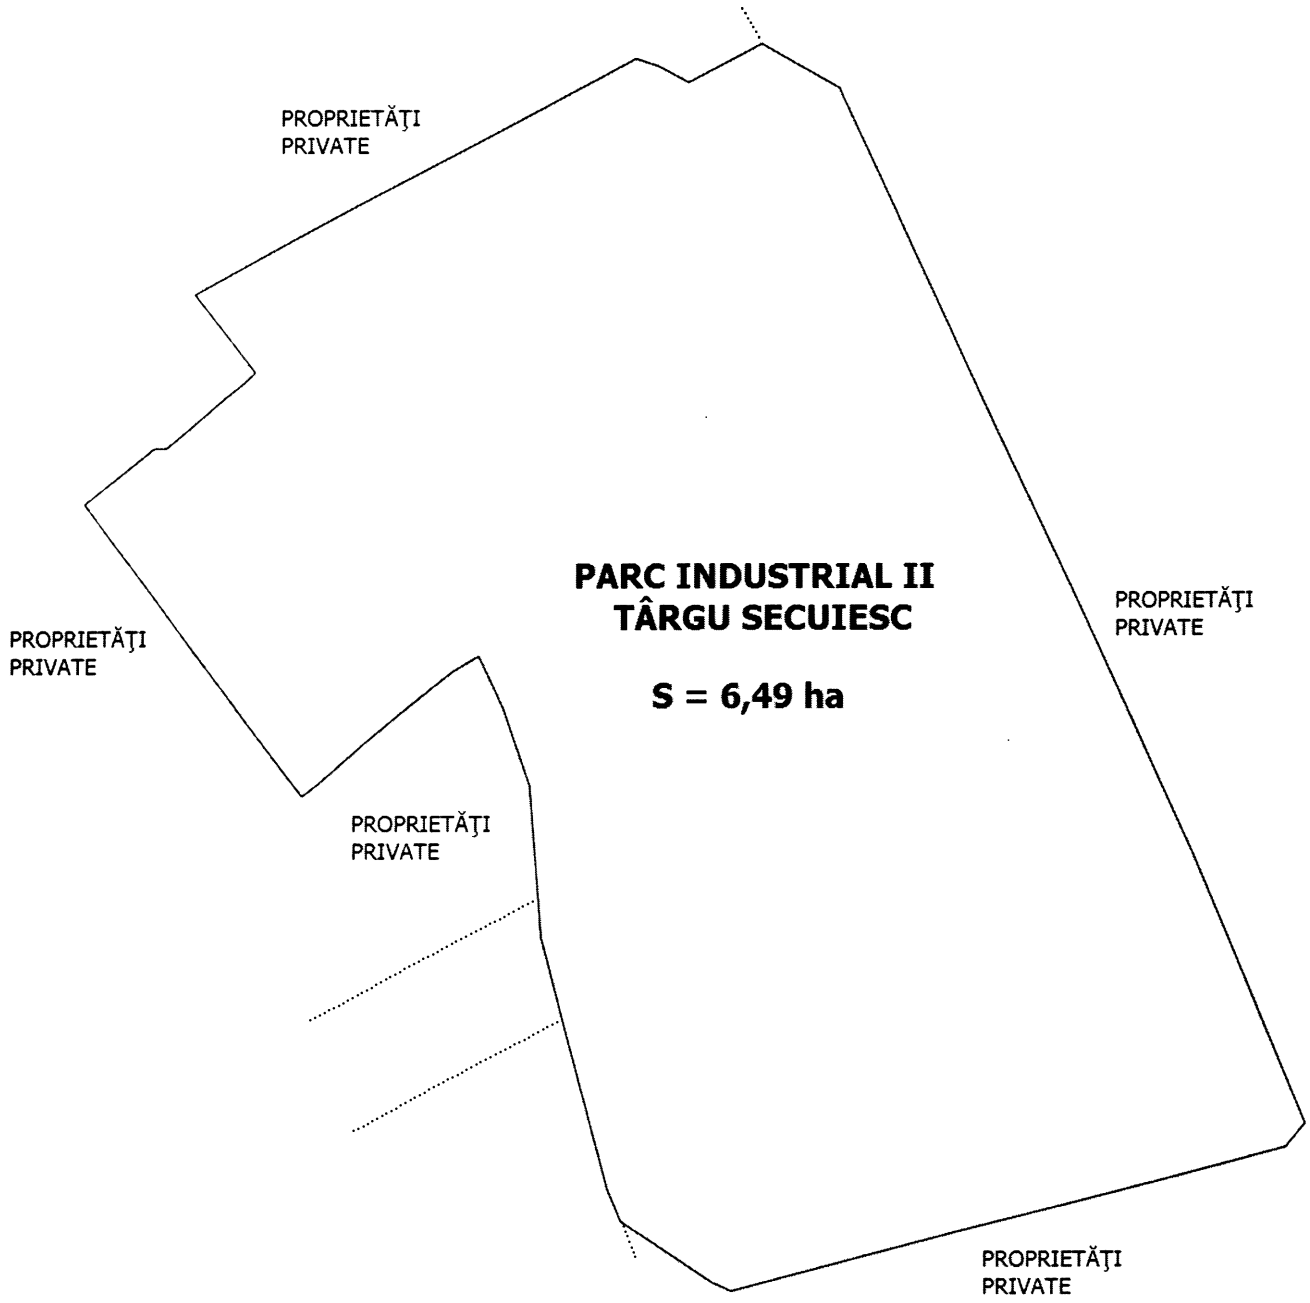 PROPRIETĂŢI
PRIVATE
PARC INDUSTRIAL II
TÂRGU SECUIESC
S = 6,49 ha
PROPRIETĂŢI
PRIVATE
PROPRIETĂŢI
PRIVATE
PROPRIETĂŢI
PRIVATE
PROPRIETĂŢI
PRIVATE